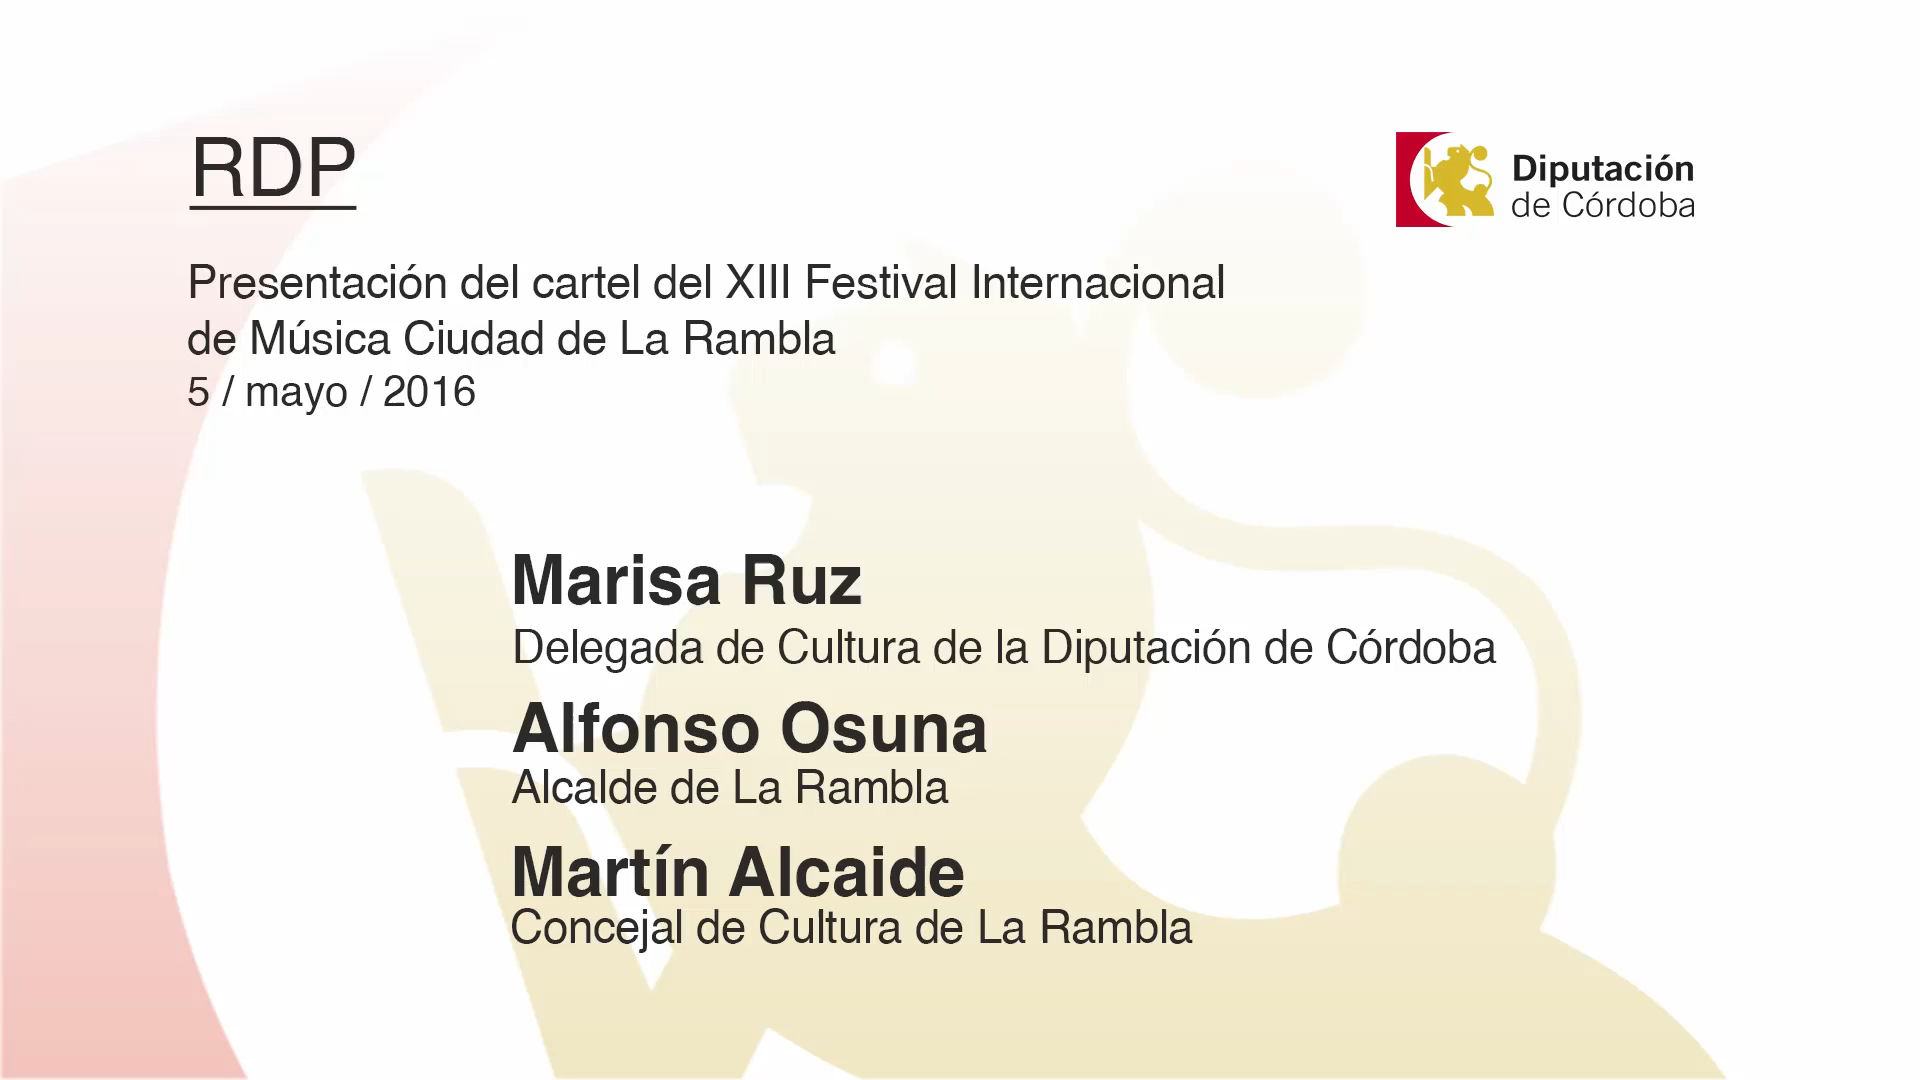 RDP
Diputación
de Córdoba
Presentación del cartel del XIII Festival Internacional
de Música Ciudad de La Rambla
5 / mayo / 2016
Marisa Ruz
Delegada de Cultura de la Diputación de Córdoba
Alfonso Osuna
Alcalde de La Rambla
Martín Alcaide
Concejal de Cultura de La Rambla